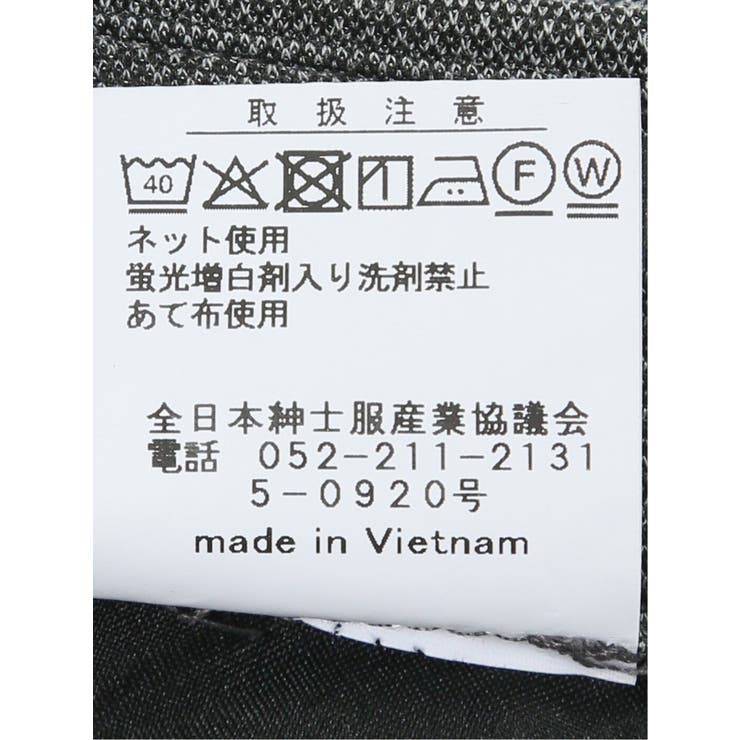 取扱注意
40 F W
ネット使用
蛍光増白剤入り洗剤禁止
あて布使用
全日本紳士服産業協議会
電話 052-211-2131
5-0920号
made in Vietnam